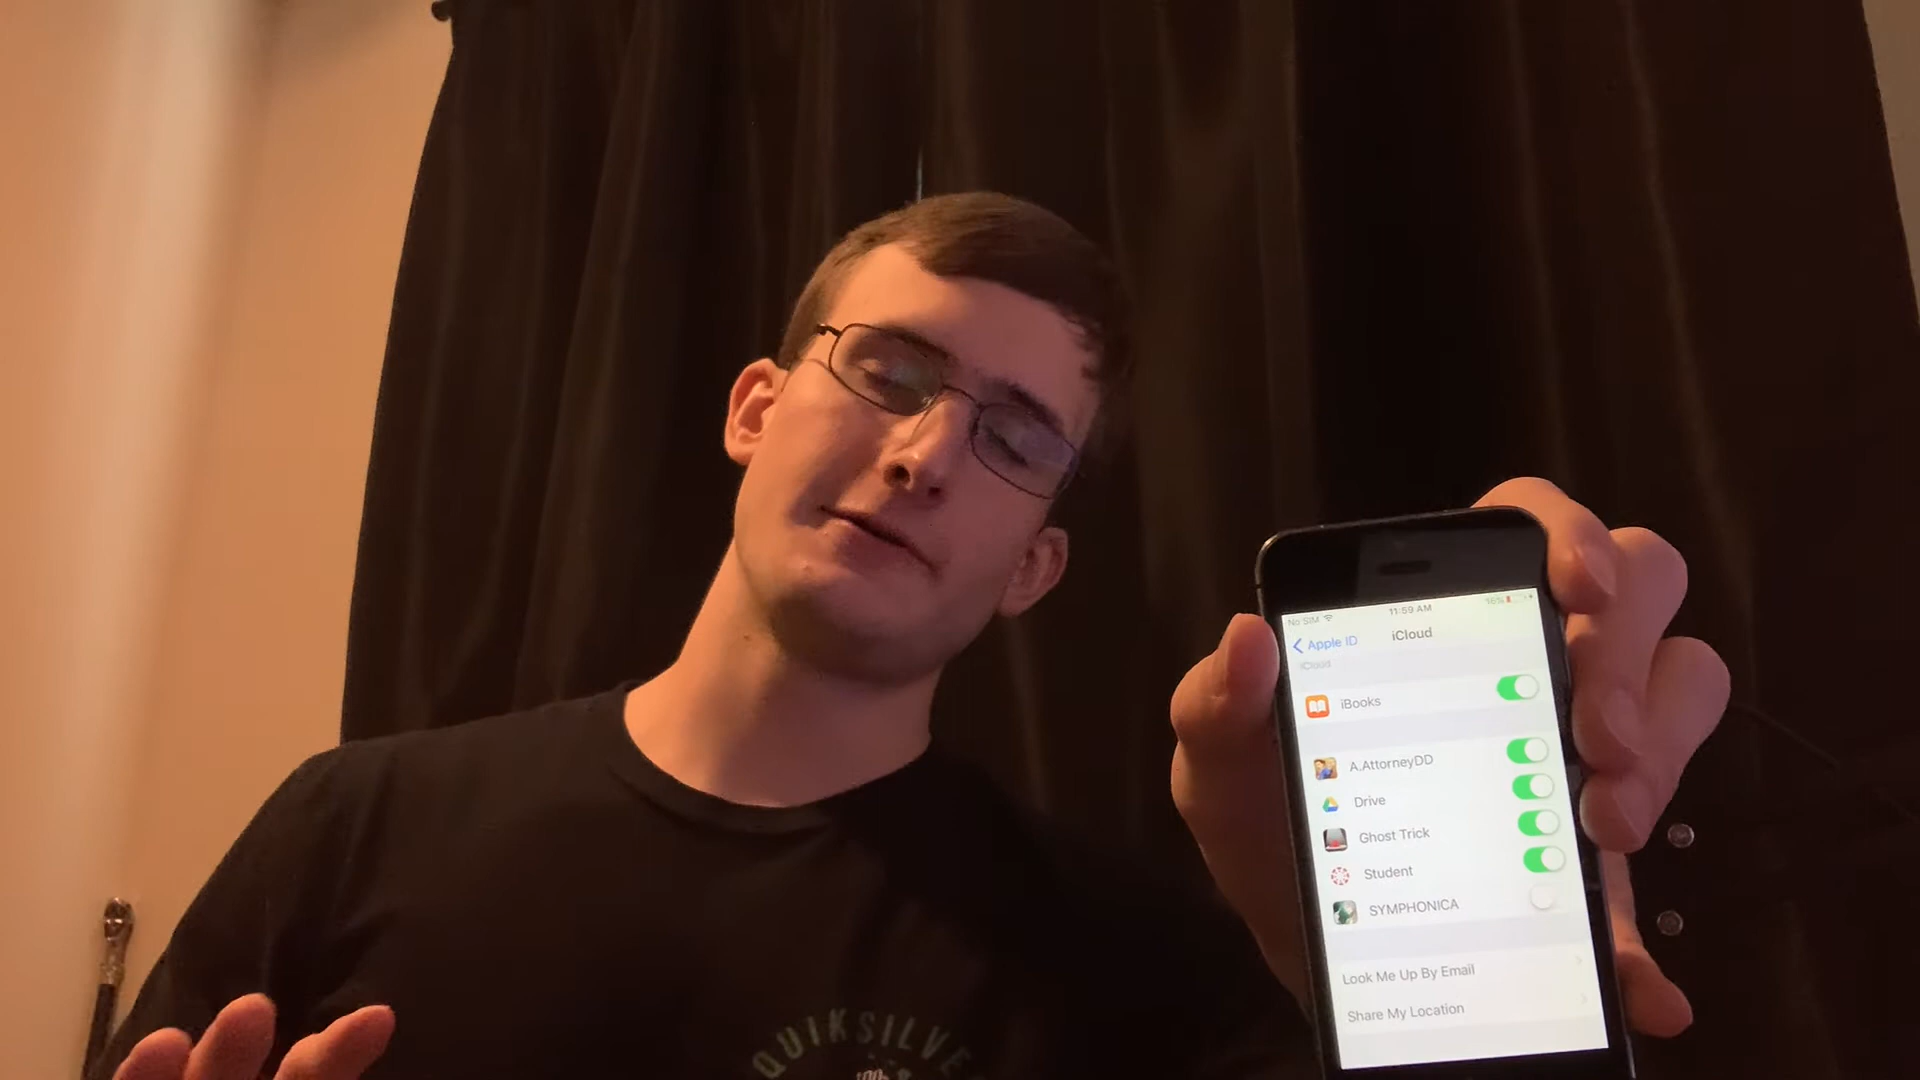 No SIM 11:59 AM 16%
Apple ID iCloud
iCloud
iBooks
A.AttorneyDD
Drive
Ghost Trick
Student
SYMPHONICA
Look Me Up By Email
Share My Location
QUIKSILVE